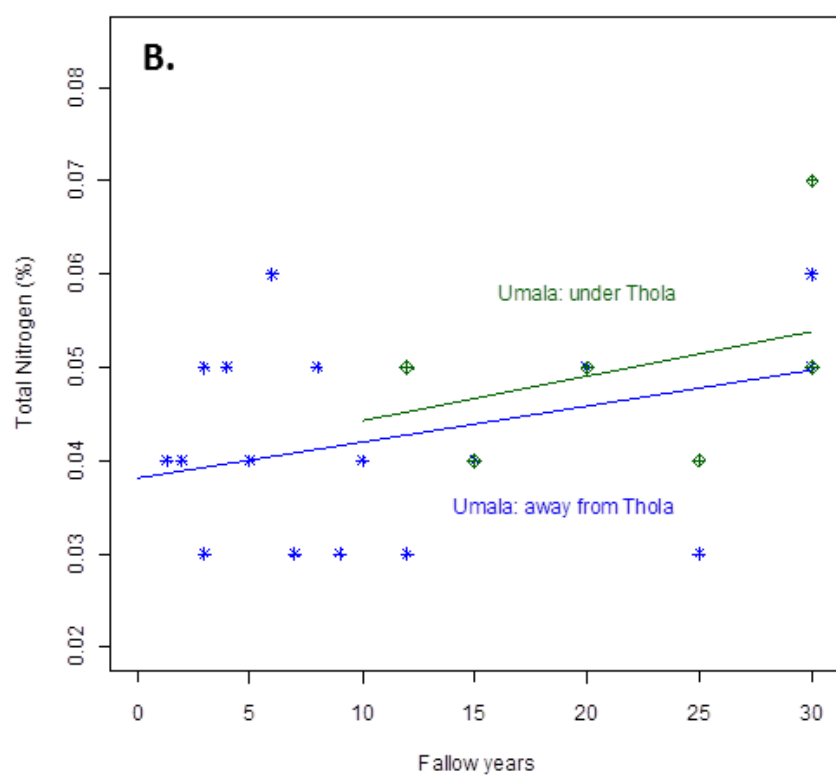 B.
Total Nitrogen (%)
0.08
0.07
0.06
0.05
0.04
0.03
0.02
Umala: under Thola
Umala: away from Thola
0 5 10 15 20 25 30
Fallow years